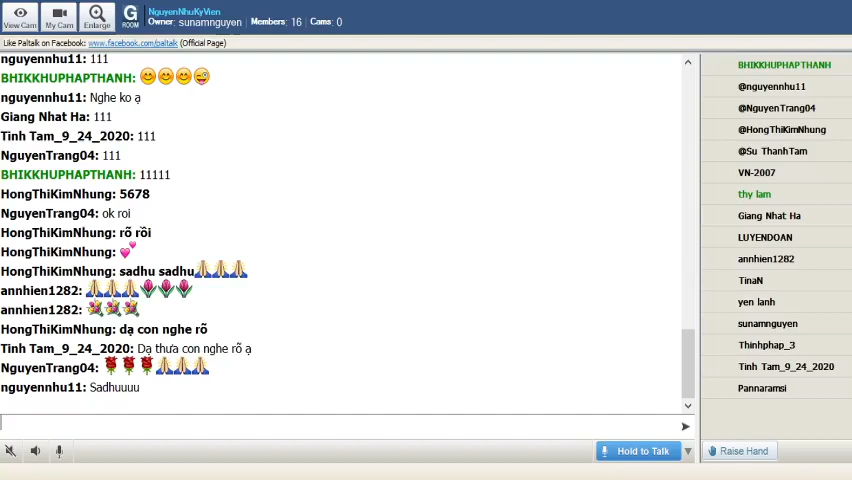 View Cam
My Cam
Enlarge
G
ROOM
NguyenNhuKyVien
Owner: sunamnguyen Members: 16 Cams: 0
Like Paltalk on Facebook: www.facebook.com/paltalk (Official Page)
nguyennhu11: 111
BHIKKHUPHAPTHANH:
nguyennhu11: Nghe ko ạ
Giang Nhat Ha: 111
Tinh Tam_9_24_2020: 111
NguyenTrang04: 111
BHIKKHUPHAPTHANH: 11111
HongThiKimNhung: 5678
NguyenTrang04: ok roi
HongThiKimNhung: rõ rồi
HongThiKimNhung:
HongThiKimNhung: sadhu sadhu
annhien1282:
annhien1282:
HongThiKimNhung: dạ con nghe rõ
Tinh Tam_9_24_2020: Dạ thưa con nghe rõ ạ
NguyenTrang04:
nguyennhu11: Sadhuuuu
BHIKKHUPHAPTHANH
@nguyennhu11
@NguyenTrang04
@HongThiKimNhung
@Su ThanhTam
VN-2007
thy lam
Giang Nhat Ha
LUYENDOAN
annhien1282
TinaN
yen lanh
sunamnguyen
Thinhphap_3
Tinh Tam_9_24_2020
Pannaramsi
Hold to Talk
Raise Hand